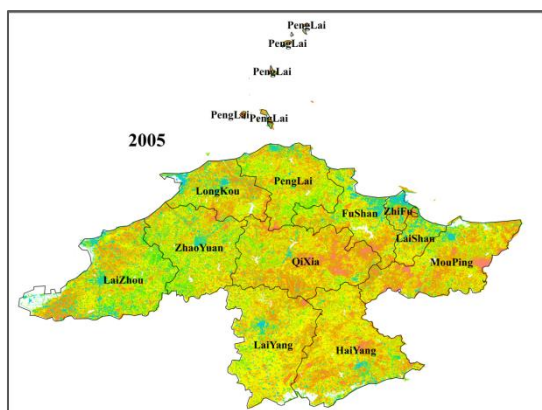 PengLai
PengLai
PengLai
PengLai PengLai
2005
LongKou
PengLai
FuShan
ZhiFu
ZhaoYuan
LaiShan
QiXia
MouPing
LaiZhou
LaiYang
HaiYang